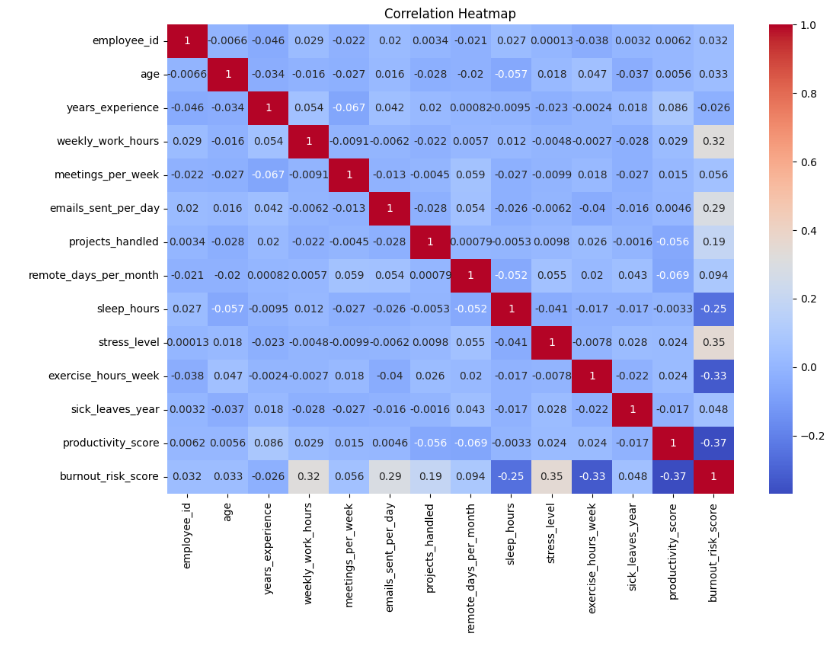 Correlation Heatmap
employee_id 1 -0.0066 -0.046 0.029 -0.022 0.02 0.0034 -0.021 0.027 0.00013 -0.038 0.0032 0.0062 0.032
age -0.0066 1 -0.034 -0.016 -0.027 0.016 -0.028 -0.02 -0.057 0.018 0.047 -0.037 0.0056 0.033
years_experience -0.046 -0.034 1 0.054 -0.067 0.042 0.02 0.00082 -0.0095 -0.023 -0.0024 0.018 0.086 -0.026
weekly_work_hours 0.029 -0.016 0.054 1 -0.0091 -0.0062 -0.022 0.0057 0.012 -0.0048 -0.0027 -0.028 0.029 0.32
meetings_per_week -0.022 -0.027 -0.067 -0.0091 1 -0.013 -0.0045 0.059 -0.027 -0.0099 0.018 -0.027 0.015 0.056
emails_sent_per_day 0.02 0.016 0.042 -0.0062 -0.013 1 -0.028 0.054 -0.026 -0.0062 -0.04 -0.016 0.0046 0.29
projects_handled 0.0034 -0.028 0.02 -0.022 -0.0045 -0.028 1 0.00079 -0.0053 0.0098 0.026 -0.0016 -0.056 0.19
remote_days_per_month -0.021 -0.02 0.00082 0.0057 0.059 0.054 0.00079 1 -0.052 0.055 0.02 0.043 -0.069 0.094
sleep_hours 0.027 -0.057 -0.0095 0.012 -0.027 -0.026 -0.0053 -0.052 1 -0.041 -0.017 -0.017 -0.0033 -0.25
stress_level 0.00013 0.018 -0.023 -0.0048 -0.0099 -0.0062 0.0098 0.055 -0.041 1 -0.0078 0.028 0.024 0.35
exercise_hours_week -0.038 0.047 -0.0024 -0.0027 0.018 -0.04 0.026 0.02 -0.017 -0.0078 1 -0.022 0.024 -0.33
sick_leaves_year 0.0032 -0.037 0.018 -0.028 -0.027 -0.016 -0.0016 0.043 -0.017 0.028 -0.022 1 -0.017 0.048
productivity_score 0.0062 0.0056 0.086 0.029 0.015 0.0046 -0.056 -0.069 -0.0033 0.024 0.024 -0.017 1 -0.37
burnout_risk_score 0.032 0.033 -0.026 0.32 0.056 0.29 0.19 0.094 -0.25 0.35 -0.33 0.048 -0.37 1
employee_id
age
years_experience
weekly_work_hours
meetings_per_week
emails_sent_per_day
projects_handled
remote_days_per_month
sleep_hours
stress_level
exercise_hours_week
sick_leaves_year
productivity_score
burnout_risk_score
1.0
0.8
0.6
0.4
0.2
0.0
−0.2